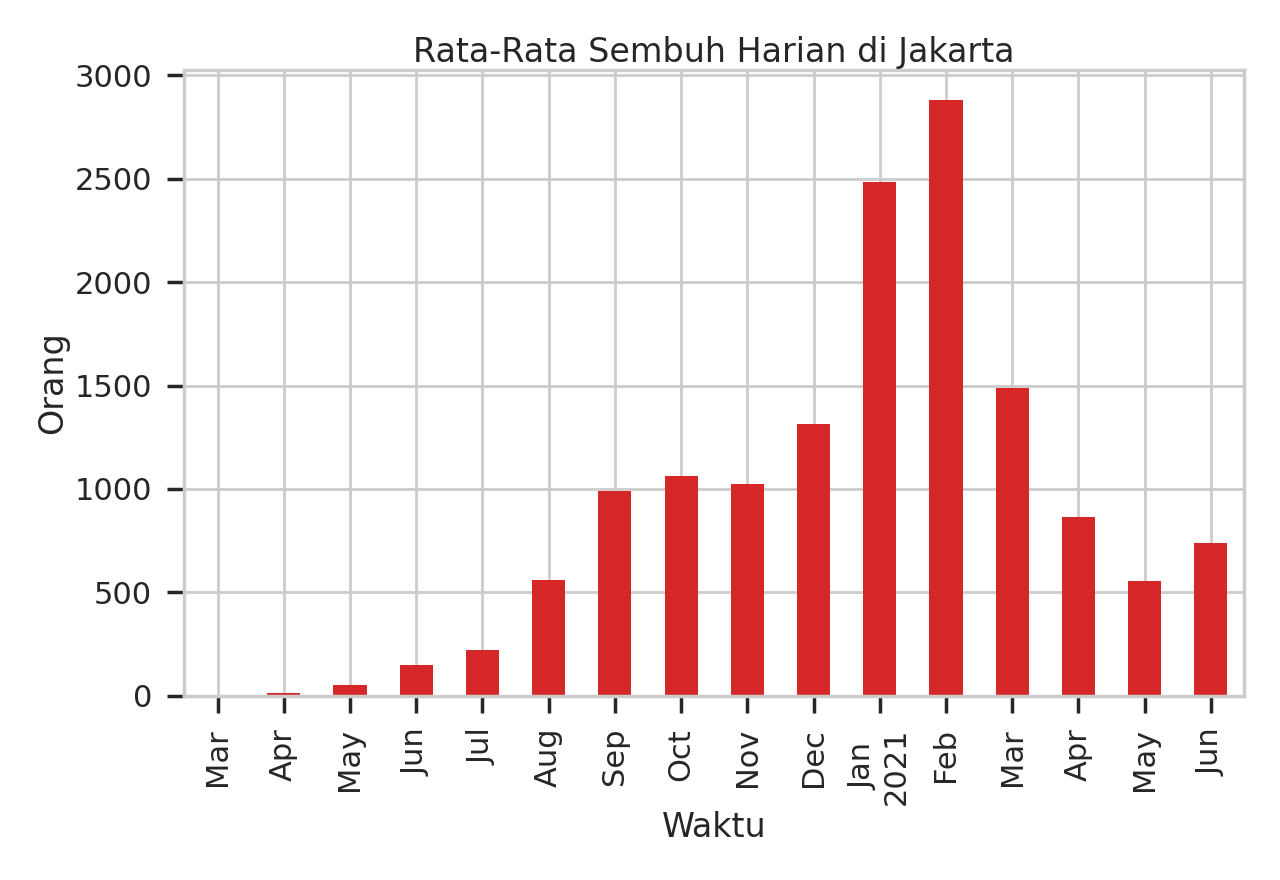 Rata-Rata Sembuh Harian di Jakarta
3000
2500
2000
1500
1000
500
0
Orang
Mar
Apr
May
Jun
Jul
Aug
Sep
Oct
Nov
Dec
Jan
2021
Feb
Mar
Apr
May
Jun
Waktu